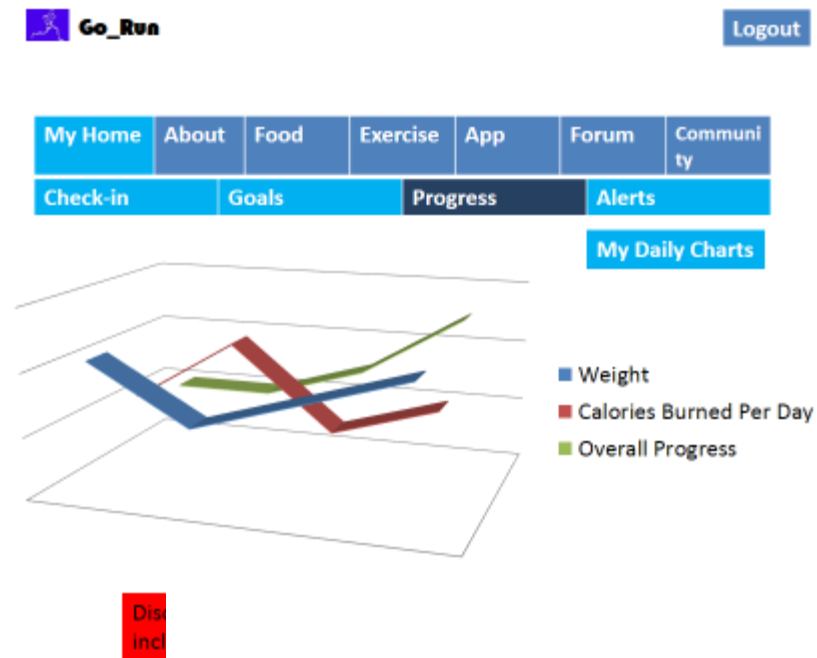 Go_Run
Logout
My Home About Food Exercise App Forum Communi
ty
Check-in Goals Progress Alerts
My Daily Charts
Weight
Calories Burned Per Day
Overall Progress